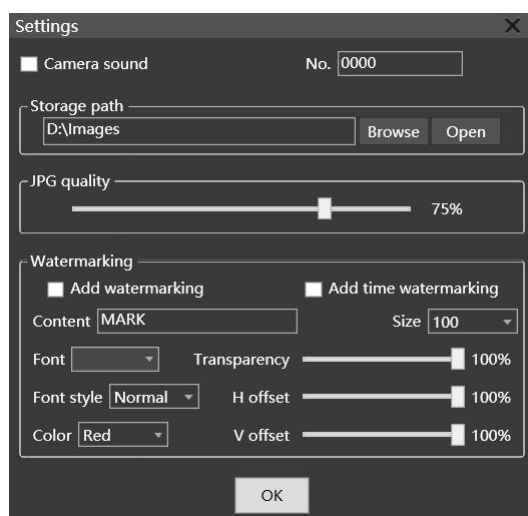 Settings
Camera sound No. 0000
Storage path
D:\Images Browse Open
JPG quality
75%
Watermarking
Add watermarking Add time watermarking
Content MARK Size 100
Font Transparency 100%
Font style Normal H offset 100%
Color Red V offset 100%
OK